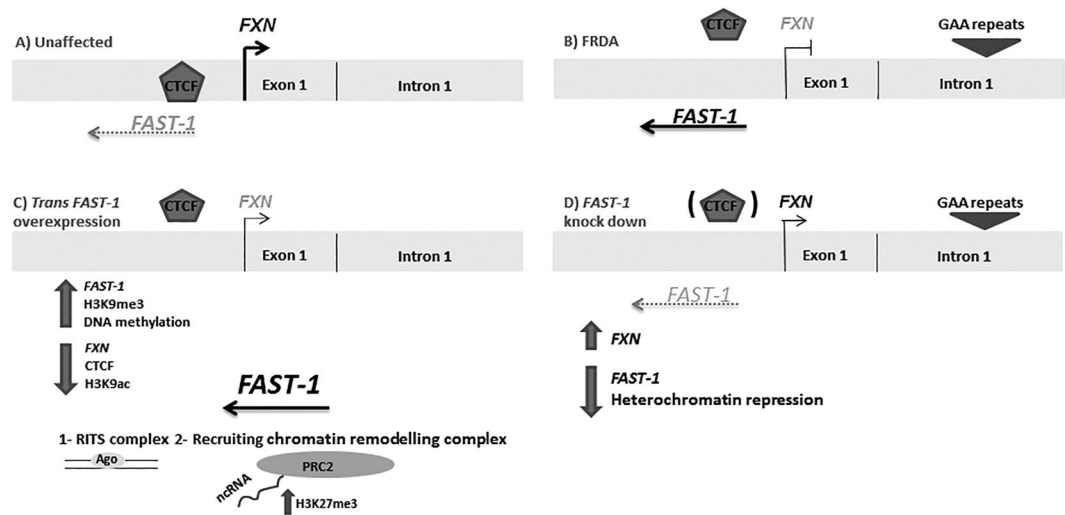 A) Unaffected
FXN
CTCF
Exon 1
Intron 1
FAST-1
B) FRDA
CTCF
FXN
GAA repeats
Exon 1
Intron 1
FAST-1
C) Trans FAST-1
overexpression
CTCF
FXN
Exon 1
Intron 1
FAST-1
H3K9me3
DNA methylation
FXN
CTCF
H3K9ac
FAST-1
1- RITS complex 2- Recruiting chromatin remodelling complex
Ago
PRC2
ncRNA
H3K27me3
D) FAST-1
knock down
(CTCF)
FXN
GAA repeats
Exon 1
Intron 1
FAST-1
FXN
FAST-1
Heterochromatin repression